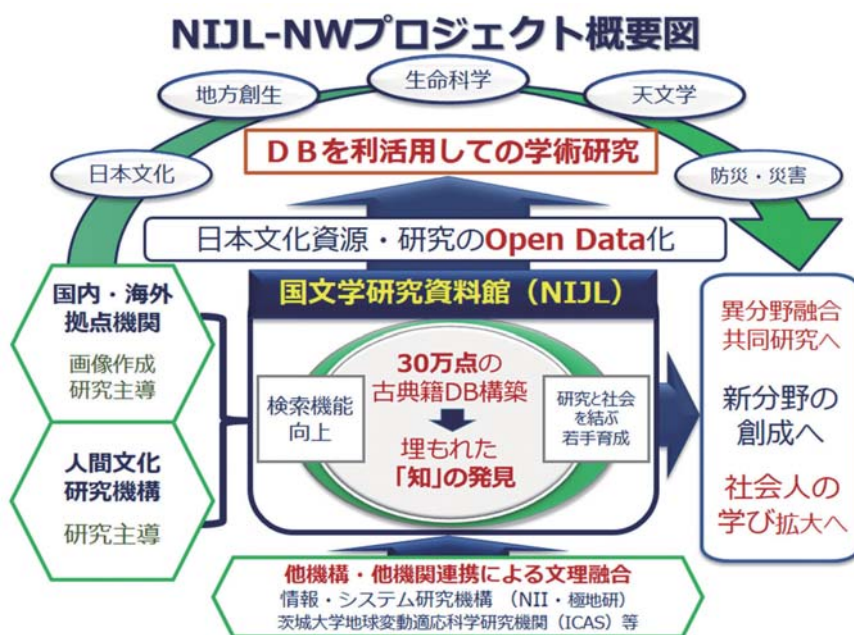 NIJL-NWプロジェクト概要図
生命科学
地方創生
天文学
日本文化
防災・災害
DBを利活用しての学術研究
日本文化資源・研究のOpen Data化
国内・海外
拠点機関
画像作成
研究主導
人間文化
研究機構
研究主導
国文学研究資料館(NIJL)
検索機能
向上
30万点の
古典籍DB構築
埋もれた
「知」の発見
研究と社会
を結ぶ
若手育成
異分野融合
共同研究へ
新分野の
創成へ
社会人の
学び拡大へ
他機構・他機関連携による文理融合
情報・システム研究機構 (NII・極地研)
茨城大学地球変動適応科学研究機関(ICAS)等